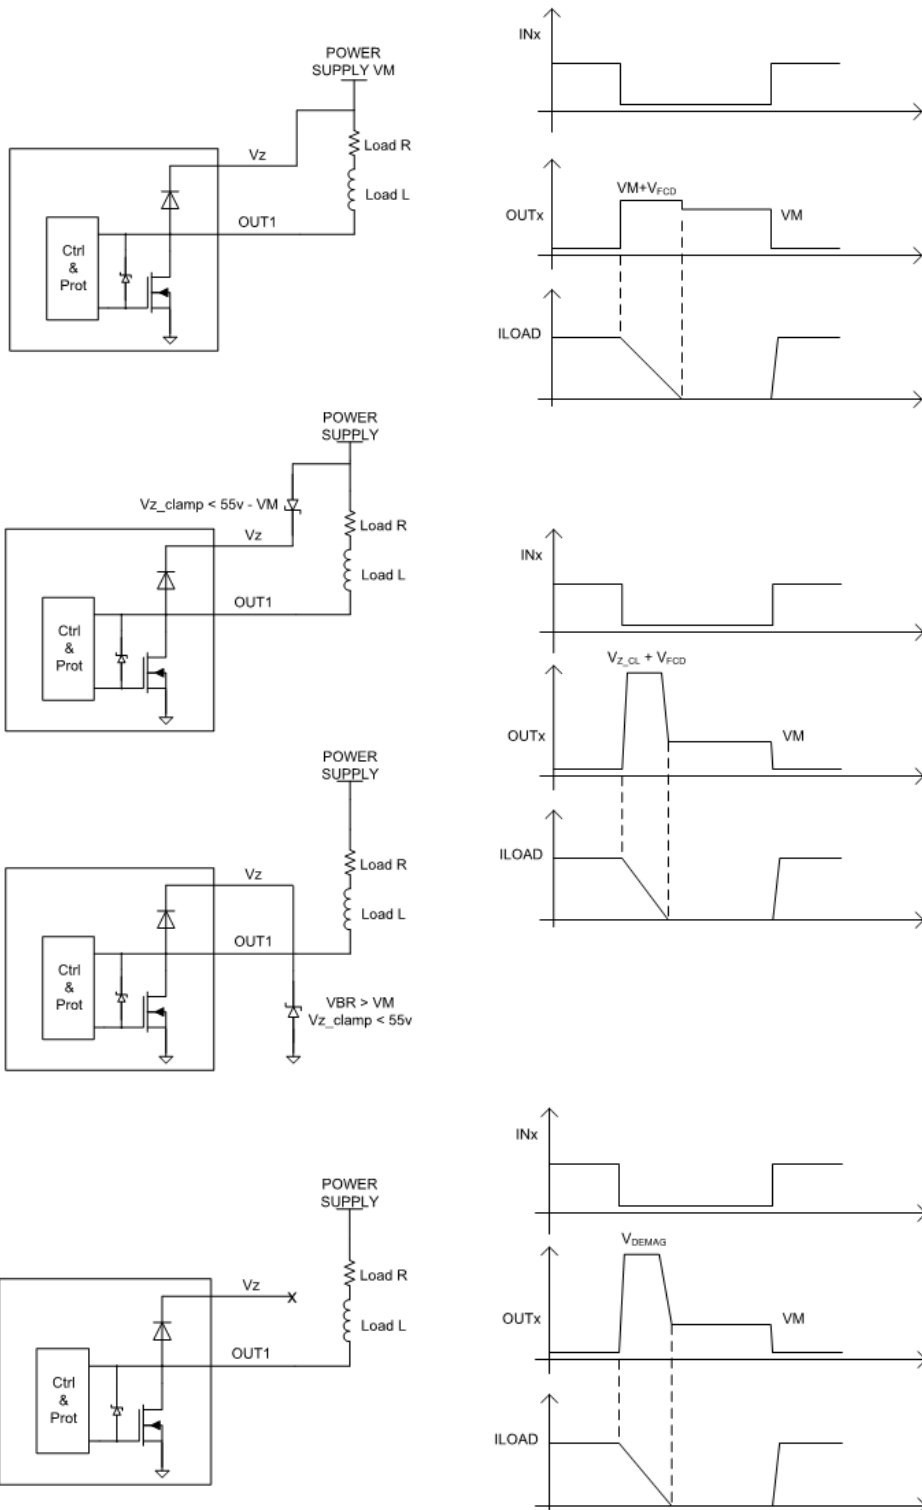 POWER
SUPPLY VM
Load R
Vz
Load L
OUT1
Ctrl
&
Prot
INx
VM+VFCD
OUTx
VM
ILOAD
POWER
SUPPLY
Vz_clamp < 55v - VM
Load R
Vz
Load L
OUT1
Ctrl
&
Prot
INx
VZ_CL + VFCD
OUTx
VM
ILOAD
POWER
SUPPLY
Load R
Vz
Load L
OUT1
Ctrl
&
Prot
VBR > VM
Vz_clamp < 55v
POWER
SUPPLY
Load R
Vz
X
Load L
OUT1
Ctrl
&
Prot
INx
VDEMAG
OUTx
VM
ILOAD